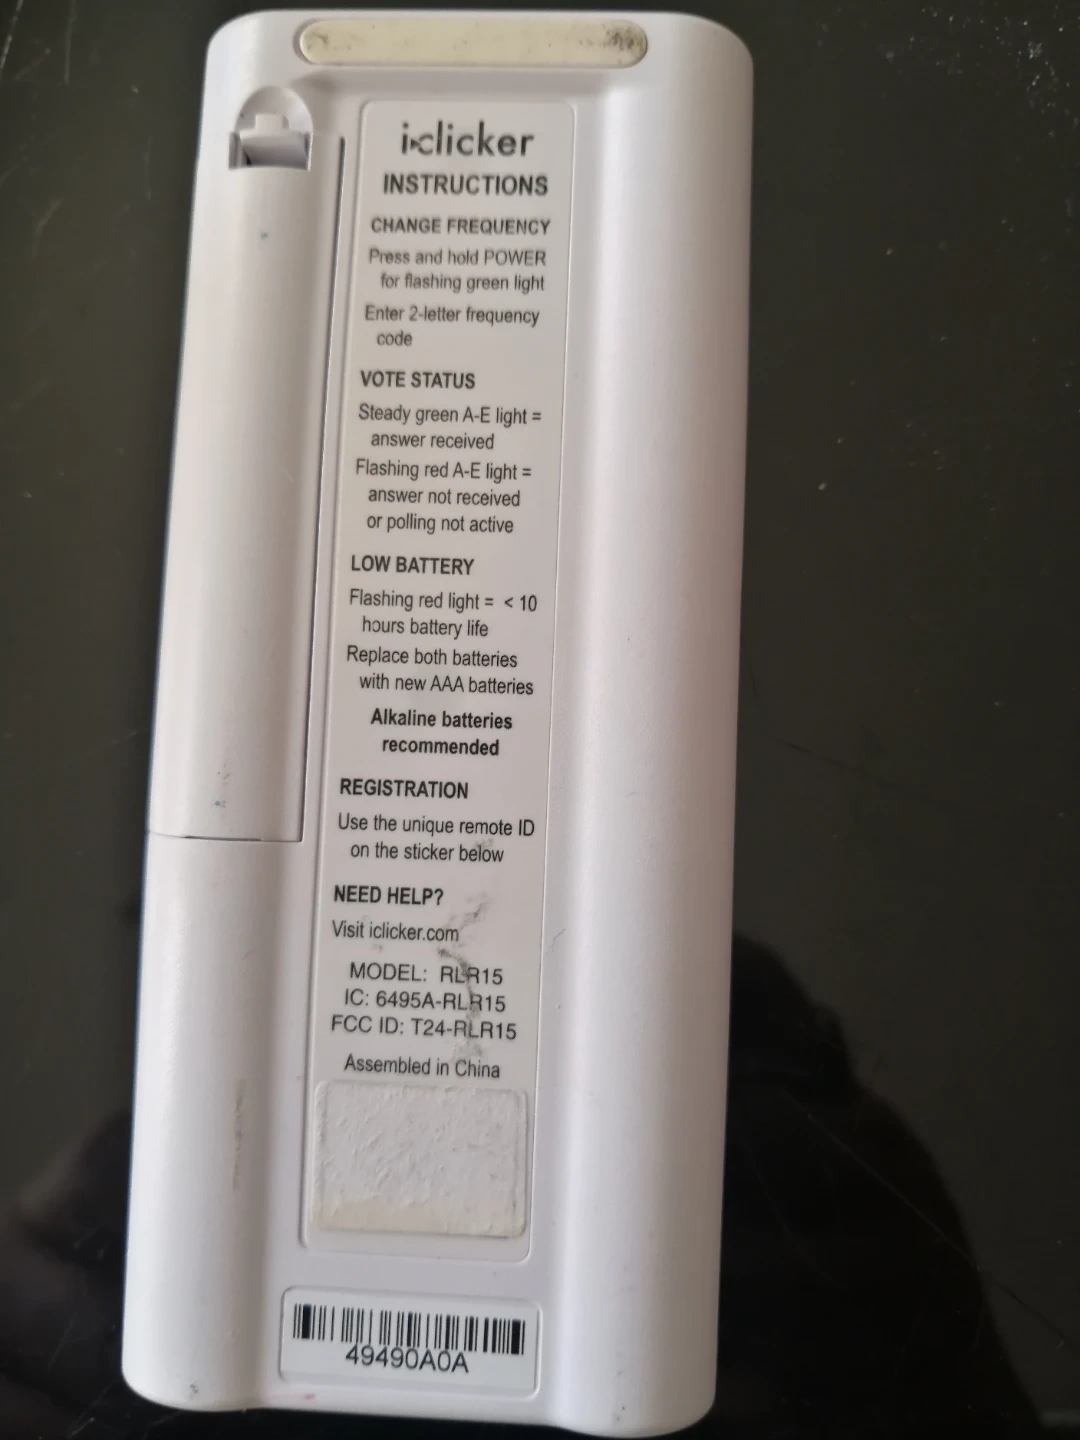 i>clicker
INSTRUCTIONS
CHANGE FREQUENCY
Press and hold POWER
for flashing green light
Enter 2-letter frequency
code
VOTE STATUS
Steady green A-E light =
answer received
Flashing red A-E light =
answer not received
or polling not active
LOW BATTERY
Flashing red light = < 10
hours battery life
Replace both batteries
with new AAA batteries
Alkaline batteries
recommended
REGISTRATION
Use the unique remote ID
on the sticker below
NEED HELP?
Visit iclicker.com
MODEL: RLR15
IC: 6495A-RLR15
FCC ID: T24-RLR15
Assembled in China
49490A0A